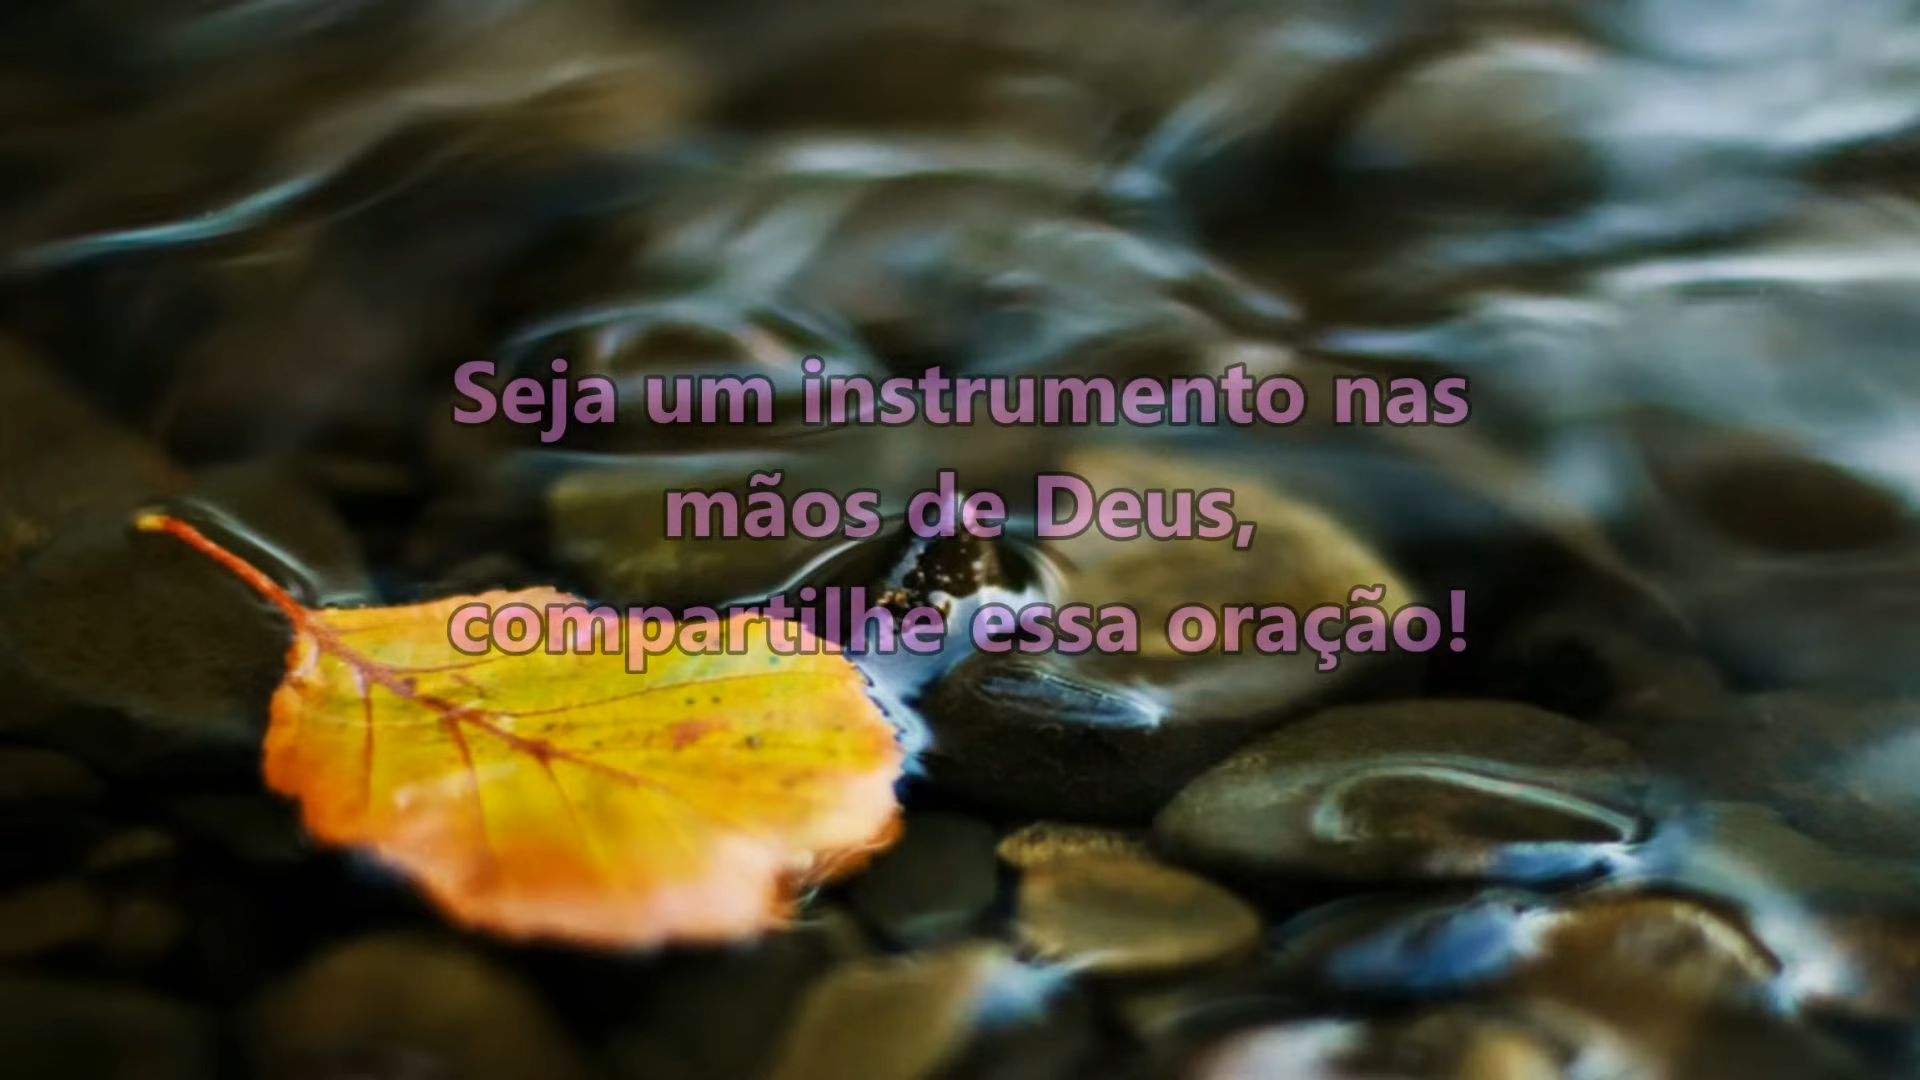 Seja um instrumento nas
mãos de Deus,
compartilhe essa oração!